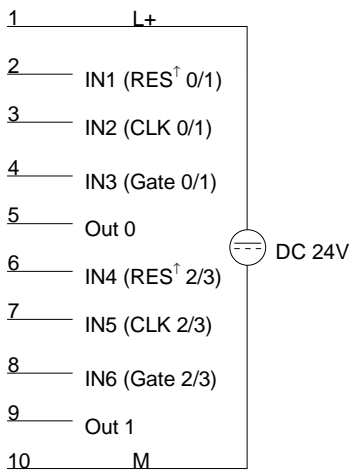 1 L+
2 IN1 (RES↑ 0/1)
3 IN2 (CLK 0/1)
4 IN3 (Gate 0/1)
5 Out 0
DC 24V
6 IN4 (RES↑ 2/3)
7 IN5 (CLK 2/3)
8 IN6 (Gate 2/3)
9 Out 1
10 M